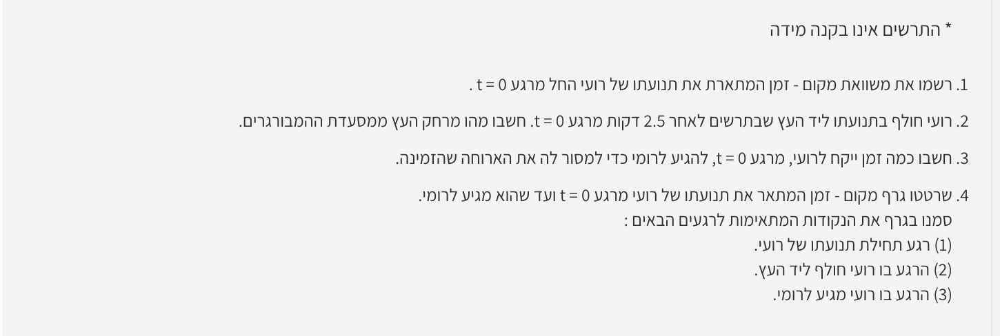 * התרשים אינו בקנה מידה
1. רשמו את משוואת מקום - זמן המתארת את תנועתו של רועי החל מרגע t = 0 .
2. רועי חולף בתנועתו ליד העץ שבתרשים לאחר 2.5 דקות מרגע t = 0. חשבו מהו מרחק העץ ממסעדת ההמבורגרים.
3. חשבו כמה זמן ייקח לרועי, מרגע t = 0, להגיע לרומי כדי למסור לה את הארוחה שהזמינה.
4. שרטטו גרף מקום - זמן המתאר את תנועתו של רועי מרגע t = 0 ועד שהוא מגיע לרומי.
סמנו בגרף את הנקודות המתאימות לרגעים הבאים :
(1) רגע תחילת תנועתו של רועי.
(2) הרגע בו רועי חולף ליד העץ.
(3) הרגע בו רועי מגיע לרומי.